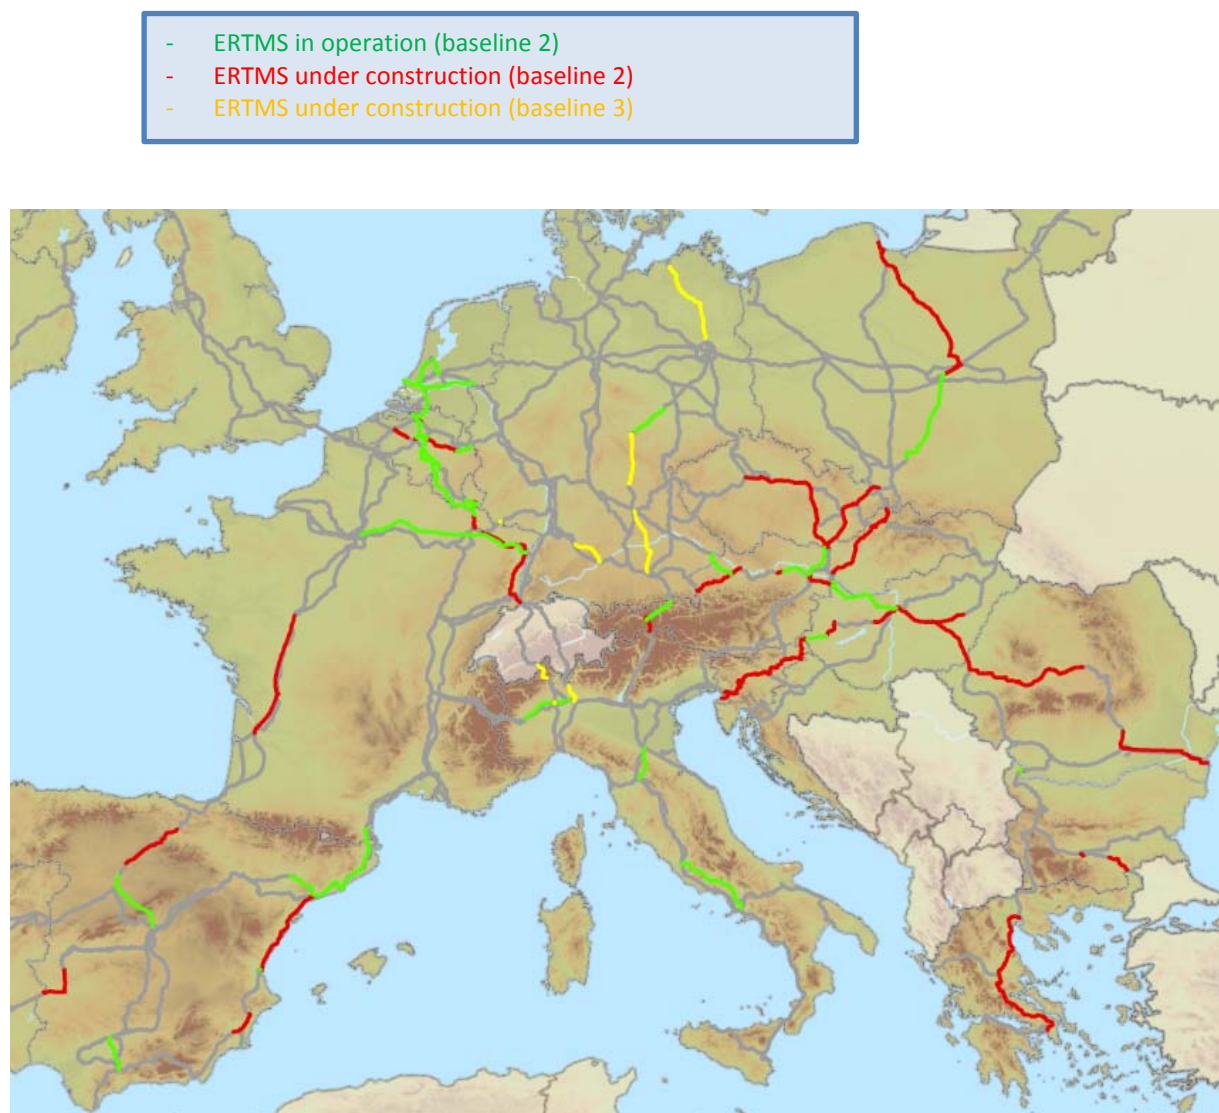 - ERTMS in operation (baseline 2)
- ERTMS under construction (baseline 2)
- ERTMS under construction (baseline 3)